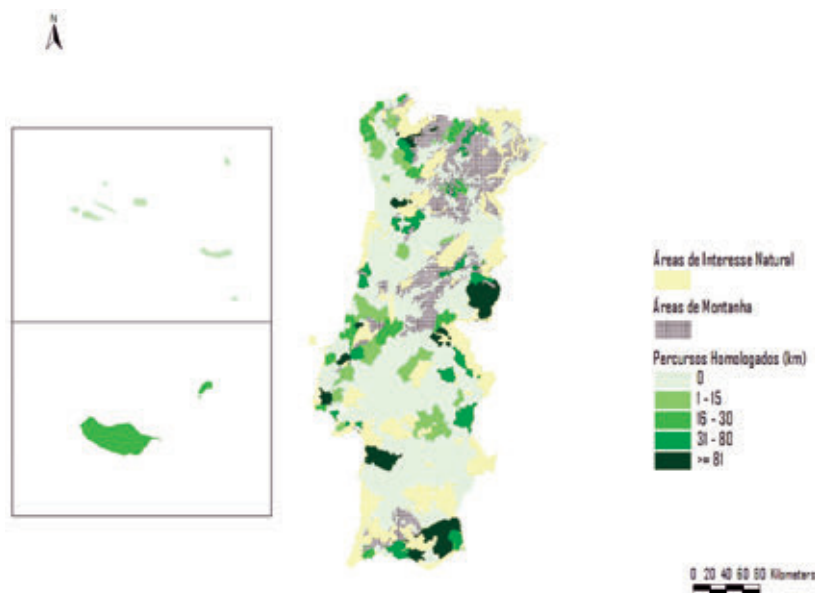 N
Áreas de Interesse Natural
Áreas de Montanha
Percursos Homologados (km)
0
1 - 15
16 - 30
31 - 80
>= 81
0 20 40 60 80 Kilometers